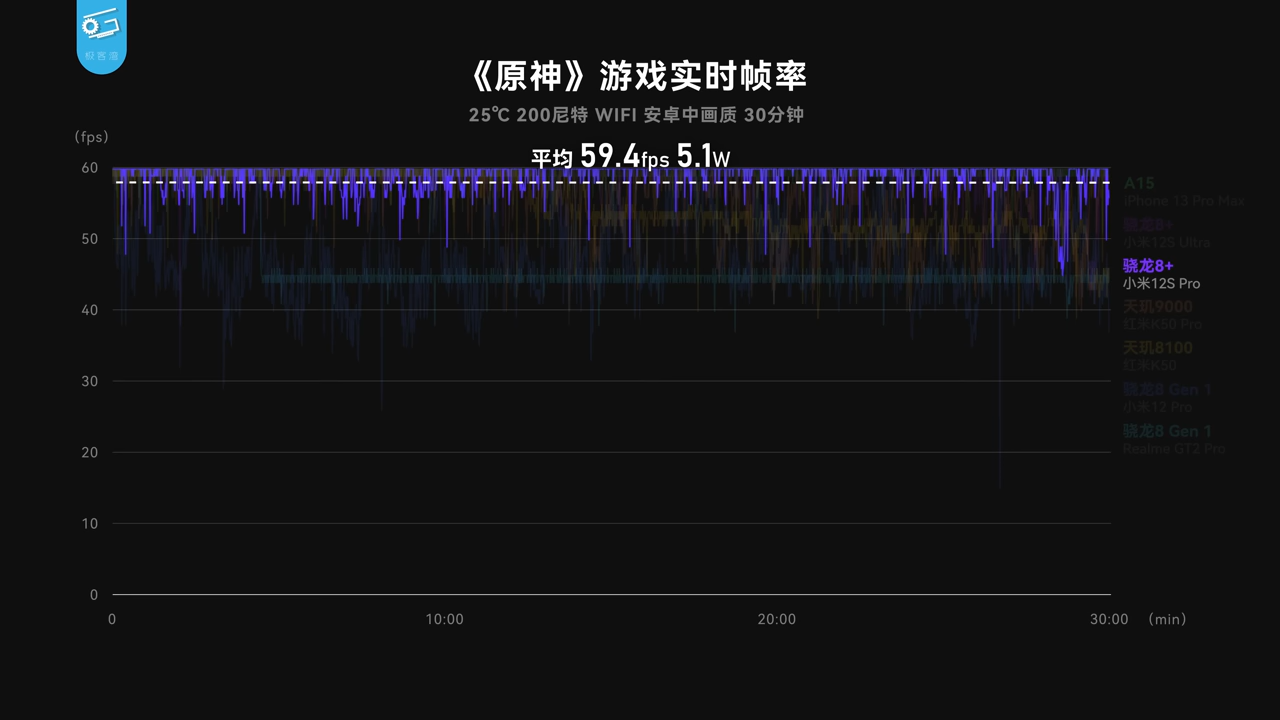 极客湾
《原神》游戏实时帧率
25℃ 200尼特 WIFI 安卓中画质 30分钟
(fps)
平均 59.4fps 5.1W
60
50
40
30
20
10
0
0
10:00
20:00
30:00
(min)
A15
iPhone 13 Pro Max
骁龙8+
小米12S Ultra
骁龙8+
小米12S Pro
天玑9000
红米K50 Pro
天玑8100
红米K50
骁龙8 Gen 1
小米12 Pro
骁龙8 Gen 1
Realme GT2 Pro